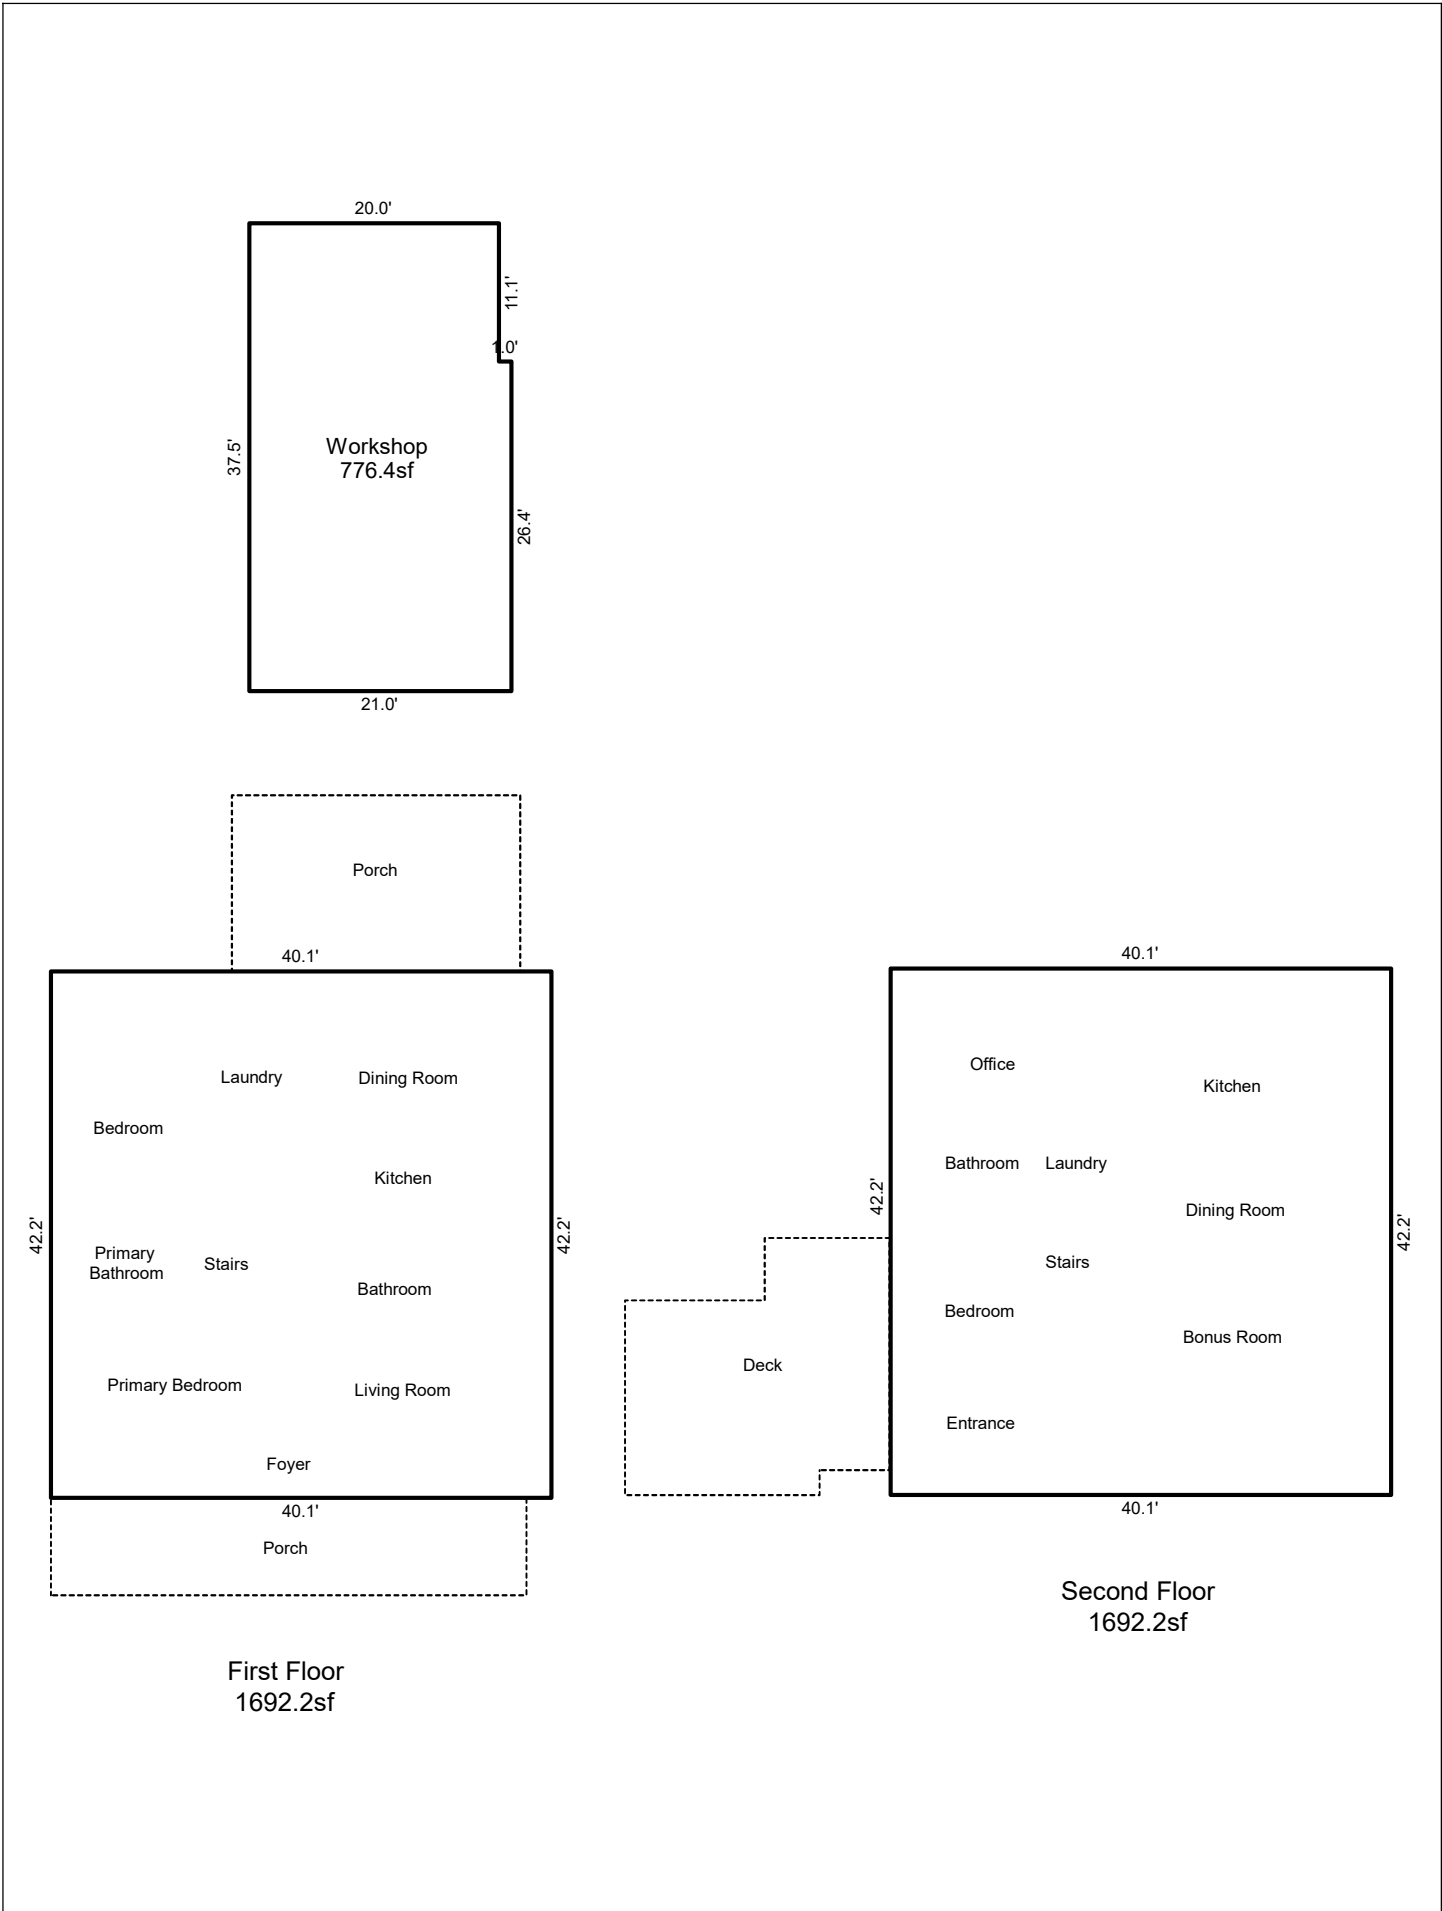 20.0'
11.1'
1.0'
37.5'
Workshop
776.4sf
26.4'
21.0'
Porch
40.1'
Laundry
Dining Room
Bedroom
Kitchen
42.2'
42.2'
Primary
Bathroom
Stairs
Bathroom
Primary Bedroom
Living Room
Foyer
40.1'
Porch
First Floor
1692.2sf
40.1'
Office
Kitchen
Bathroom
Laundry
42.2'
Dining Room
42.2'
Stairs
Bedroom
Bonus Room
Deck
Entrance
40.1'
Second Floor
1692.2sf